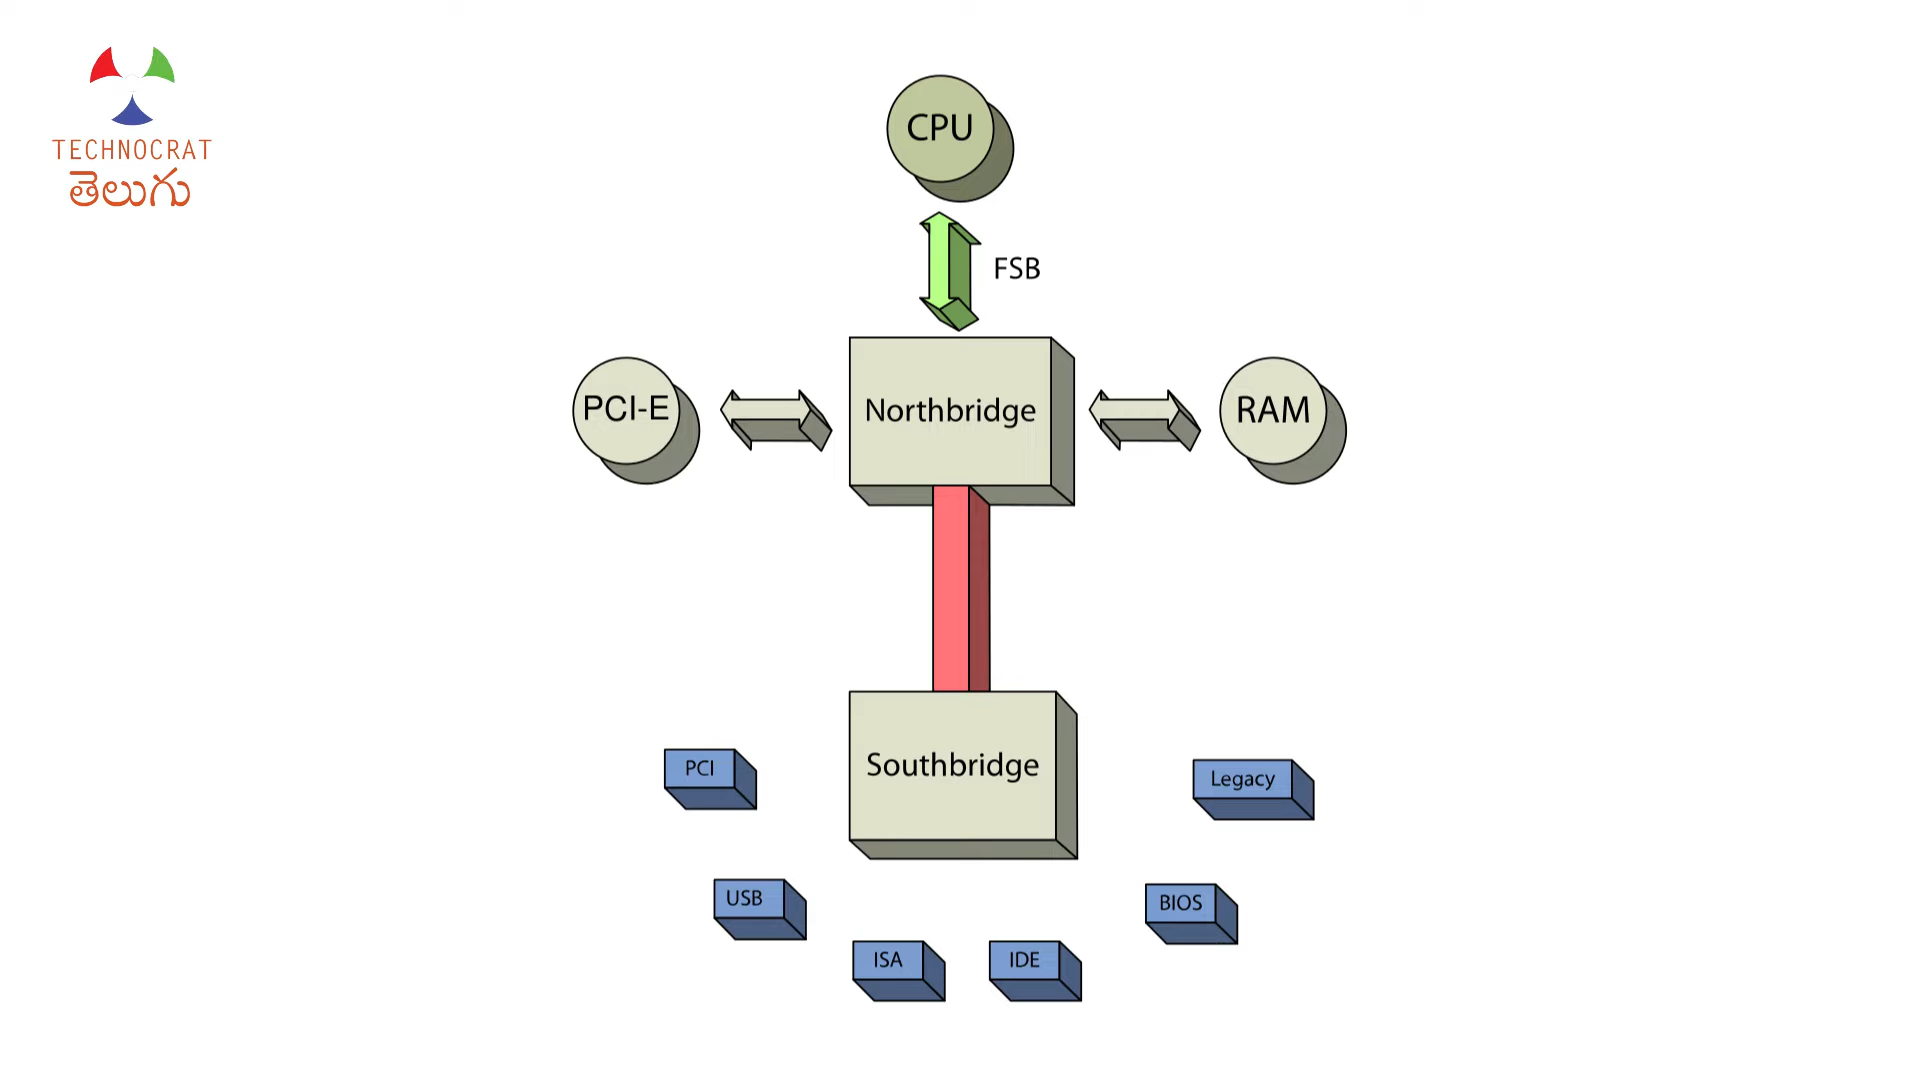 TECHNOCRAT
తెలుగు
CPU
FSB
PCI-E
Northbridge
RAM
Southbridge
PCI
Legacy
USB
BIOS
ISA
IDE